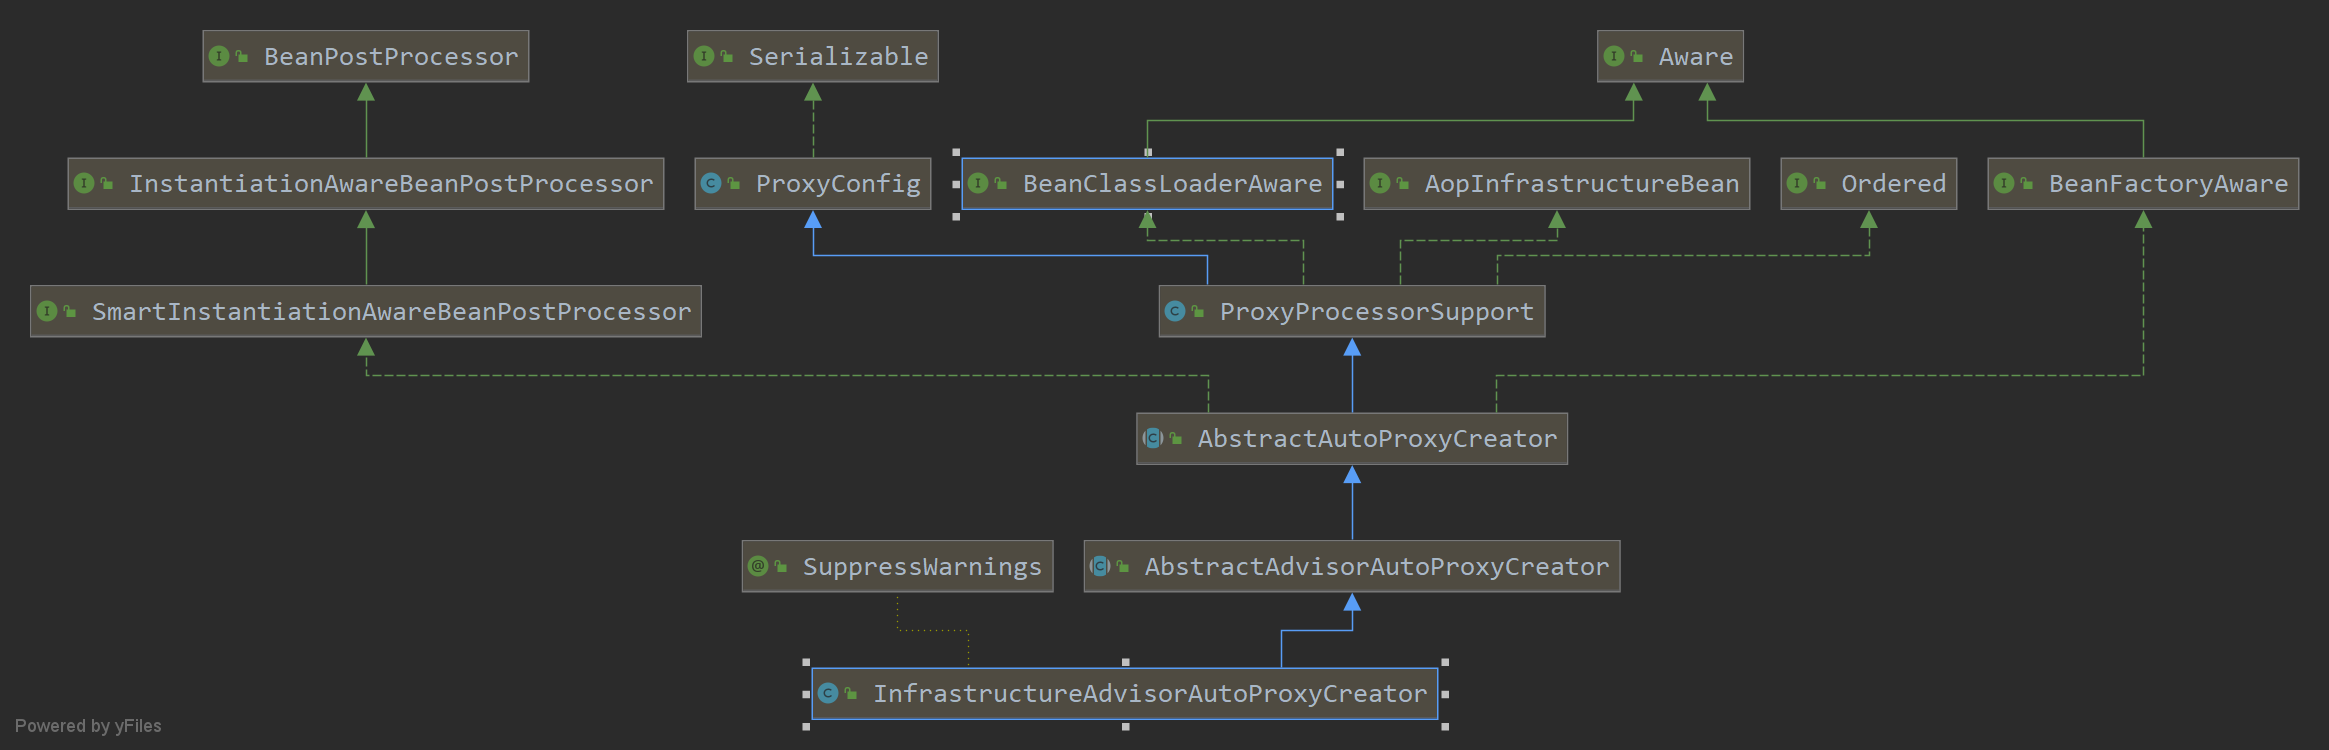 BeanPostProcessor
Serializable
Aware
InstantiationAwareBeanPostProcessor
ProxyConfig
BeanClassLoaderAware
AopInfrastructureBean
Ordered
BeanFactoryAware
SmartInstantiationAwareBeanPostProcessor
ProxyProcessorSupport
AbstractAutoProxyCreator
SuppressWarnings
AbstractAdvisorAutoProxyCreator
InfrastructureAdvisorAutoProxyCreator
Powered by yFiles